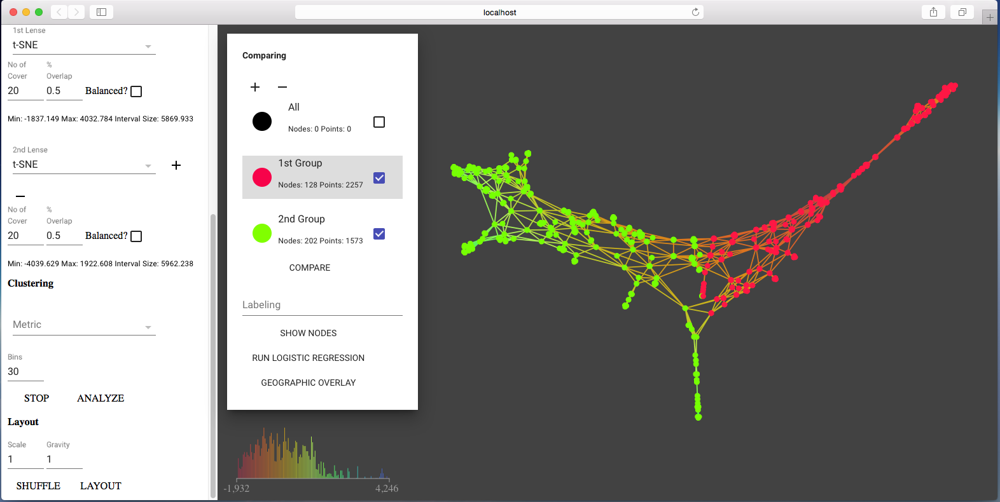 localhost
1st Lense
t-SNE
No of Cover
% Overlap
20
0.5
Balanced?
Min: -1837.149 Max: 4032.784 Interval Size: 5869.933
2nd Lense
t-SNE
No of Cover
% Overlap
20
0.5
Balanced?
Min: -4039.629 Max: 1922.608 Interval Size: 5962.238
Clustering
Metric
Bins
30
STOP
ANALYZE
Layout
Scale
Gravity
1
1
SHUFFLE
LAYOUT
Comparing
All
Nodes: 0 Points: 0
1st Group
Nodes: 128 Points: 2257
2nd Group
Nodes: 202 Points: 1573
COMPARE
Labeling
SHOW NODES
RUN LOGISTIC REGRESSION
GEOGRAPHIC OVERLAY
-1,932
4,246